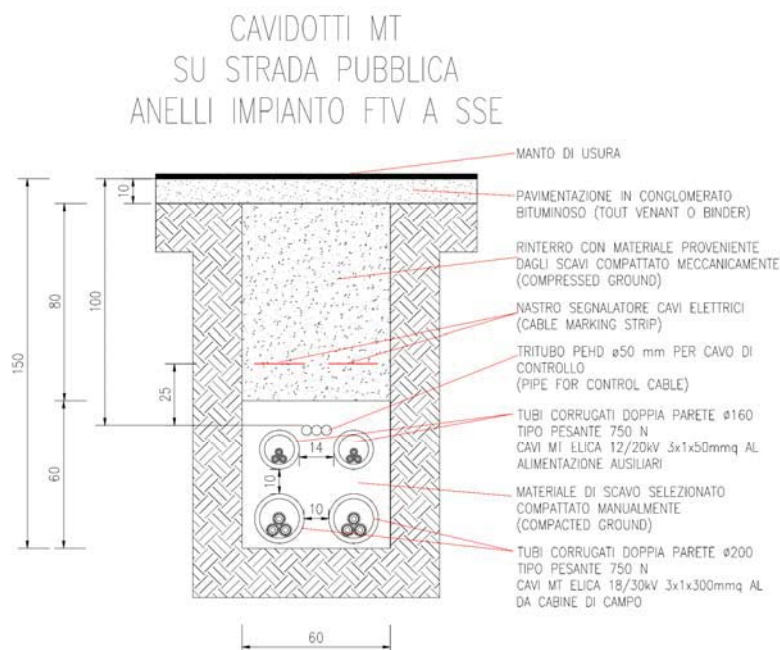 CAVIDOTTI MT
SU STRADA PUBBLICA
ANELLI IMPIANTO FTV A SSE
MANTO DI USURA
PAVIMENTAZIONE IN CONGLOMERATO
BITUMINOSO (TOUT VENANT O BINDER)
RINTERRO CON MATERIALE PROVENIENTE
DAGLI SCAVI COMPATTATO MECCANICAMENTE
(COMPRESSED GROUND)
NASTRO SEGNALATORE CAVI ELETTRICI
(CABLE MARKING STRIP)
TRITUBO PEHD ø50 mm PER CAVO DI
CONTROLLO
(PIPE FOR CONTROL CABLE)
TUBI CORRUGATI DOPPIA PARETE ø160
TIPO PESANTE 750 N
CAVI MT ELICA 12/20kV 3x1x50mmq AL
ALIMENTAZIONE AUSILIARI
MATERIALE DI SCAVO SELEZIONATO
COMPATTATO MANUALMENTE
(COMPACTED GROUND)
TUBI CORRUGATI DOPPIA PARETE ø200
TIPO PESANTE 750 N
CAVI MT ELICA 18/30kV 3x1x300mmq AL
DA CABINE DI CAMPO
10
80
100
150
25
60
14
10
10
60